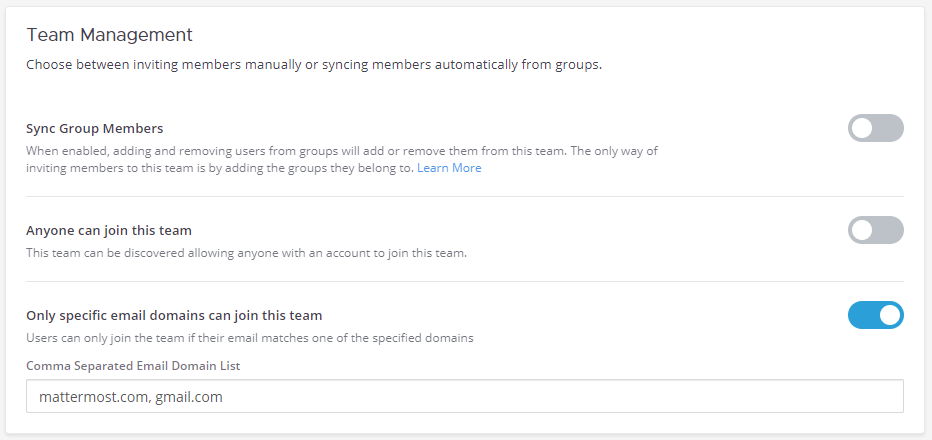 Team Management
Choose between inviting members manually or syncing members automatically from groups.
Sync Group Members
When enabled, adding and removing users from groups will add or remove them from this team. The only way of
inviting members to this team is by adding the groups they belong to. Learn More
Anyone can join this team
This team can be discovered allowing anyone with an account to join this team.
Only specific email domains can join this team
Users can only join the team if their email matches one of the specified domains
Comma Separated Email Domain List
mattermost.com, gmail.com